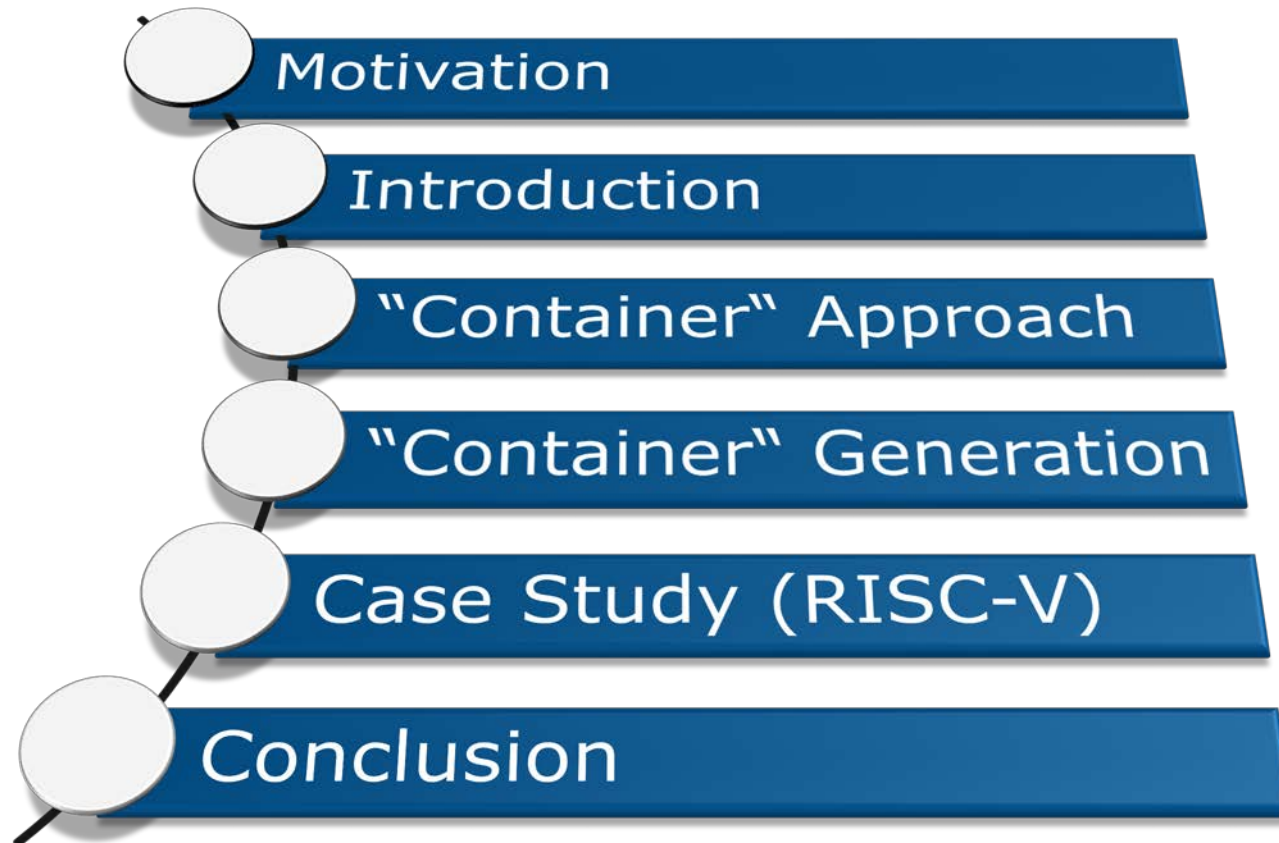 Motivation
Introduction
“Container“ Approach
“Container“ Generation
Case Study (RISC-V)
Conclusion